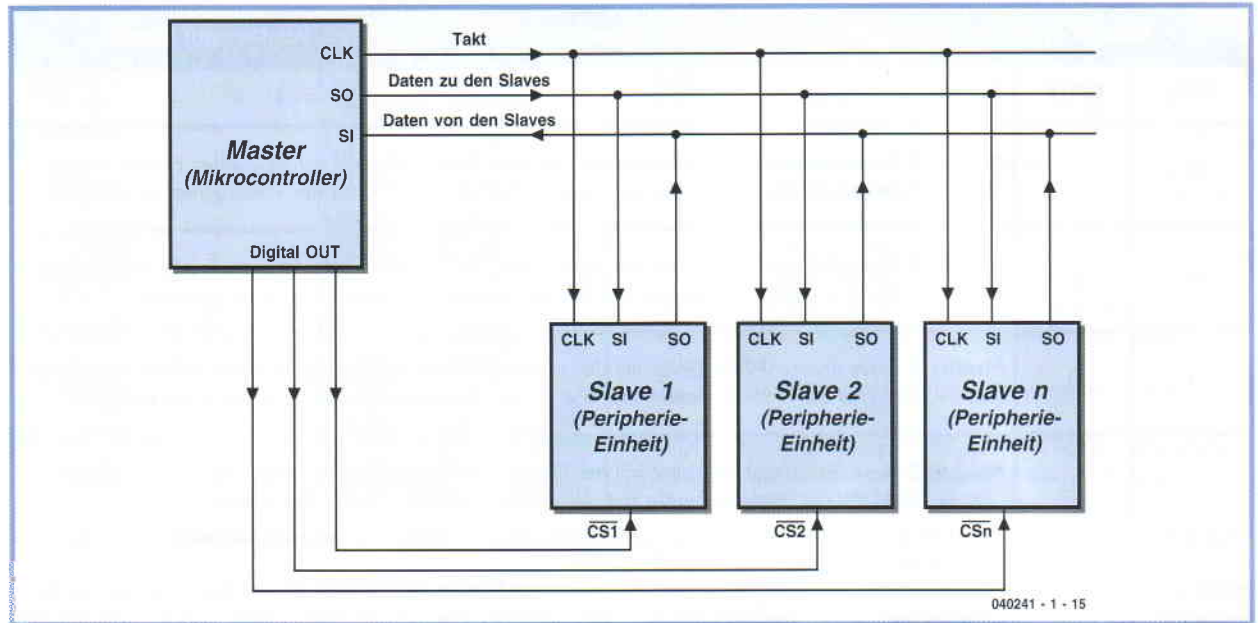 CLK
Takt
SO
Daten zu den Slaves
SI
Daten von den Slaves
Master
(Mikrocontroller)
Digital OUT
CLK SI SO
CLK SI SO
CLK SI SO
Slave 1
(Peripherie-
Einheit)
Slave 2
(Peripherie-
Einheit)
Slave n
(Peripherie-
Einheit)
CS1
CS2
CSn
040241 - 1 - 15